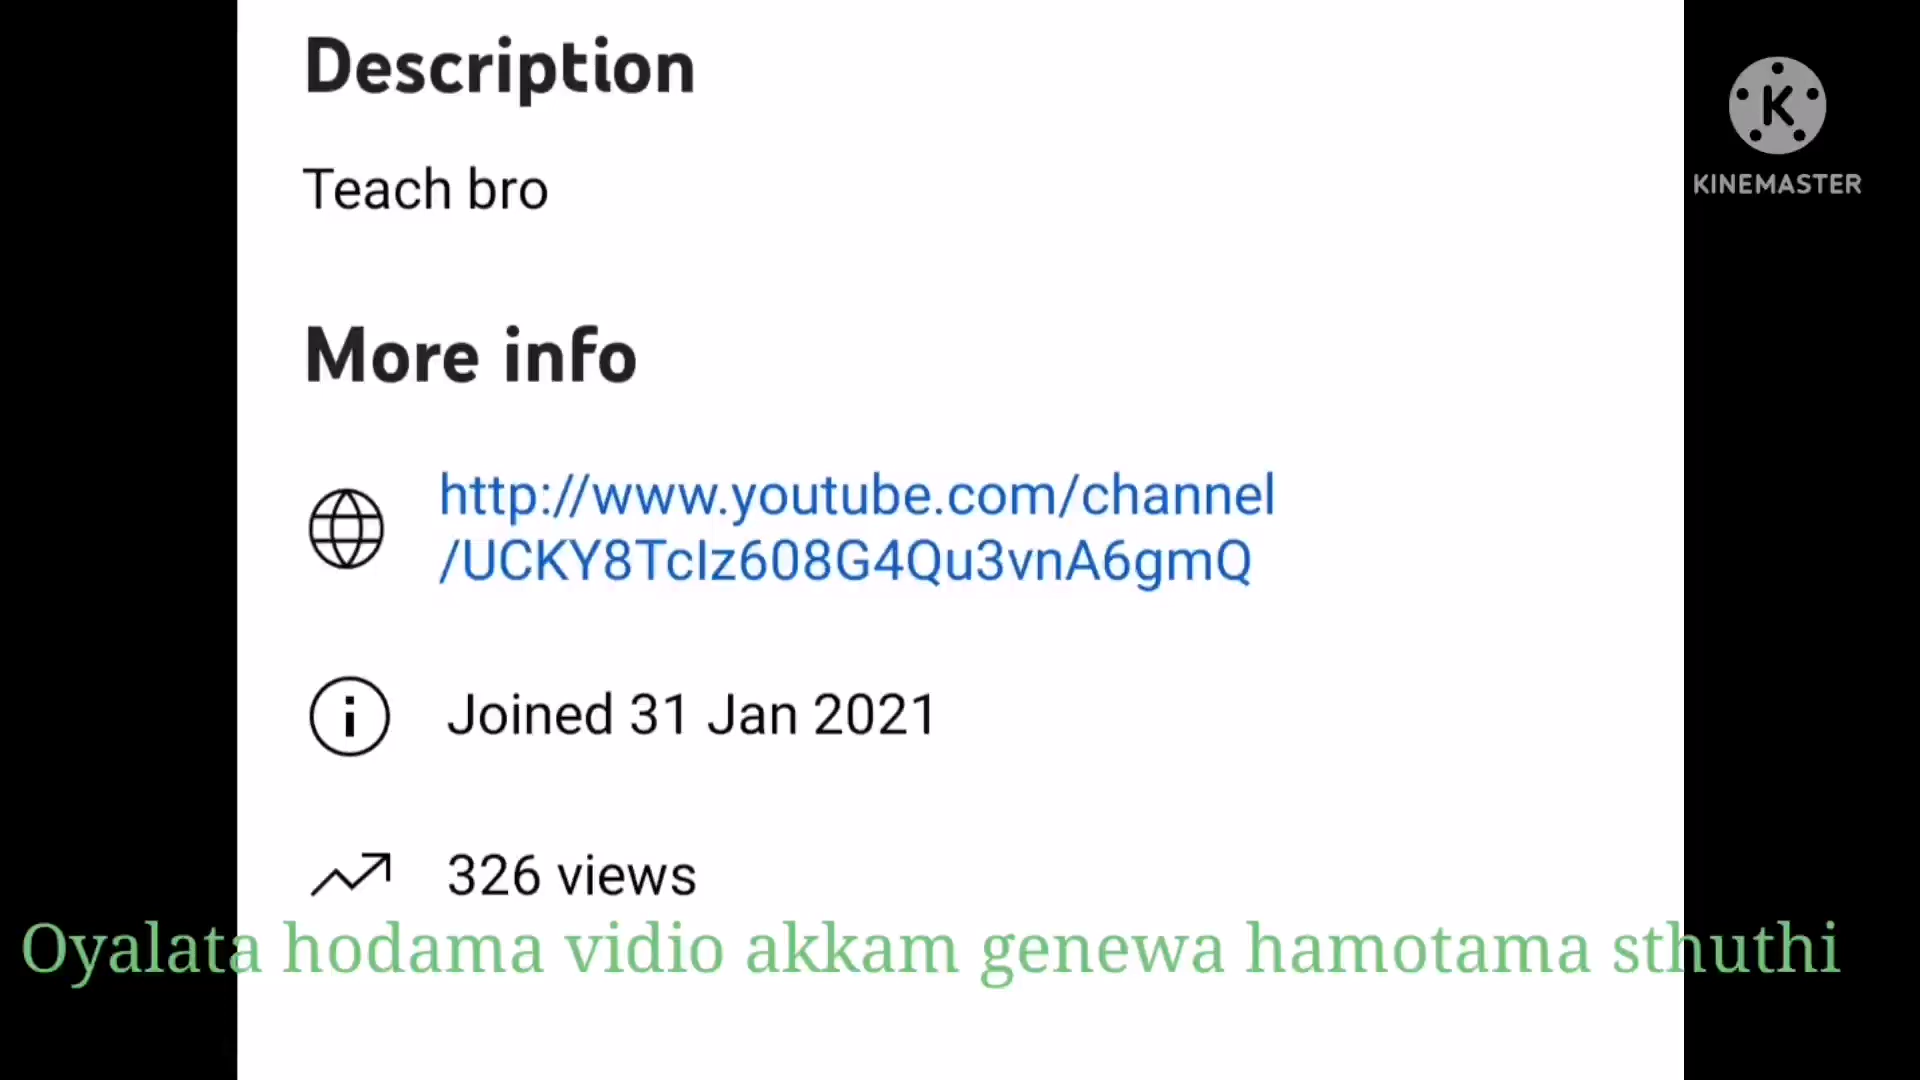 Description
KINEMASTER
Teach bro
More info
http://www.youtube.com/channel
/UCKY8TcIz608G4Qu3vnA6gmQ
Joined 31 Jan 2021
326 views
Oyalata hodama vidio akkam genewa hamotama sthuthi